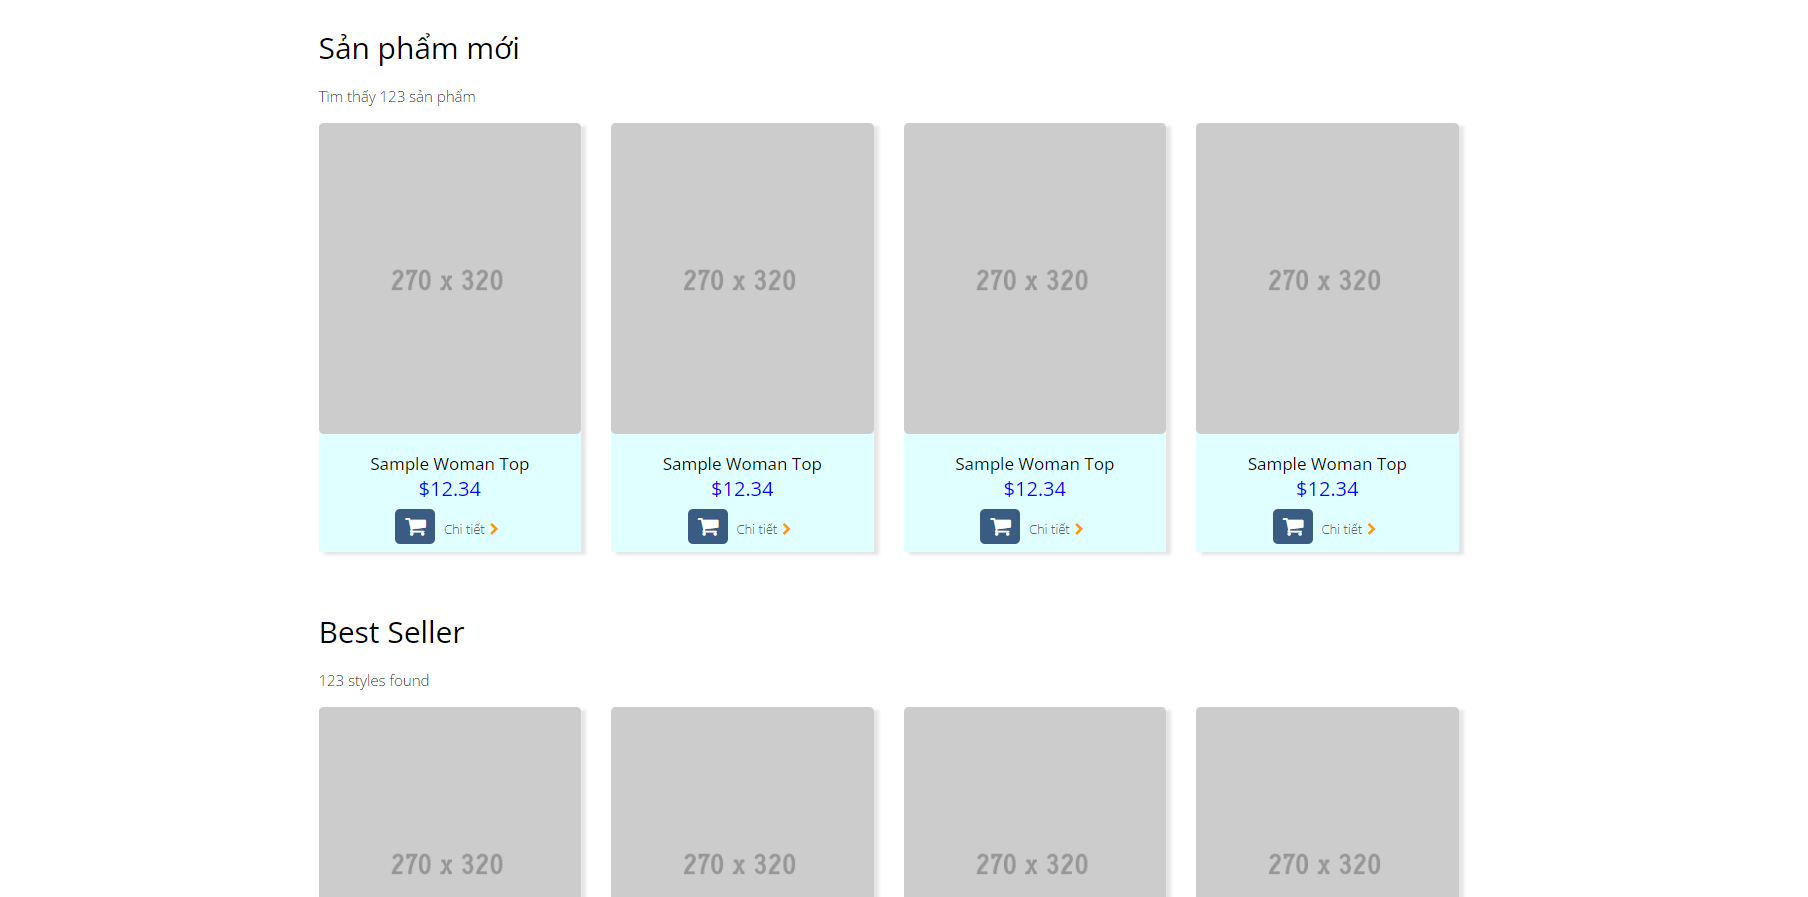 Sản phẩm mới
Tìm thấy 123 sản phẩm
270 x 320 270 x 320 270 x 320 270 x 320
Sample Woman Top Sample Woman Top Sample Woman Top Sample Woman Top
$12.34 $12.34 $12.34 $12.34
Chi tiết Chi tiết Chi tiết Chi tiết
Best Seller
123 styles found
270 x 320 270 x 320 270 x 320 270 x 320